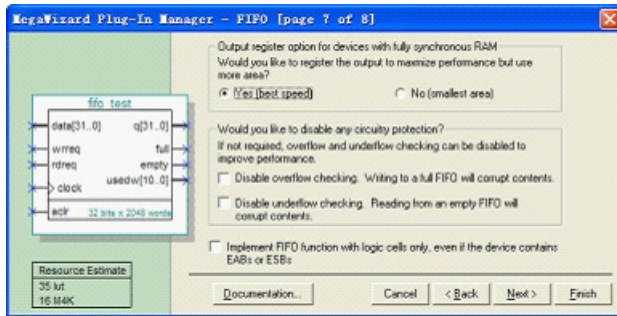 MegaWizard Plug-In Manager - FIFO [page 7 of 8]
Output register option for devices with fully synchronous RAM
Would you like to register the output to maximize performance but use
more area?
Yes (best speed)
No (smallest area)
fifo_test
data[31..0]
q[31..0]
wrreq
full
rdreq
empty
usedw[10..0]
clock
aclr
32 bits x 2048 words
Would you like to disable any circuitry protection?
If not required, overflow and underflow checking can be disabled to
improve performance.
Disable overflow checking. Writing to a full FIFO will corrupt contents.
Disable underflow checking. Reading from an empty FIFO will
corrupt contents.
Implement FIFO function with logic cells only, even if the device contains
EABs or ESBs
Resource Estimate
35 lut
16 M4K
Documentation...
Cancel
< Back
Next >
Finish